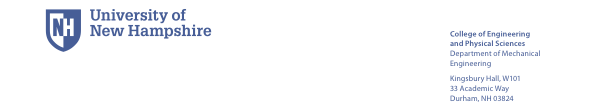 NH
University of
New Hampshire
College of Engineering
and Physical Sciences
Department of Mechanical
Engineering
Kingsbury Hall, W101
33 Academic Way
Durham, NH 03824